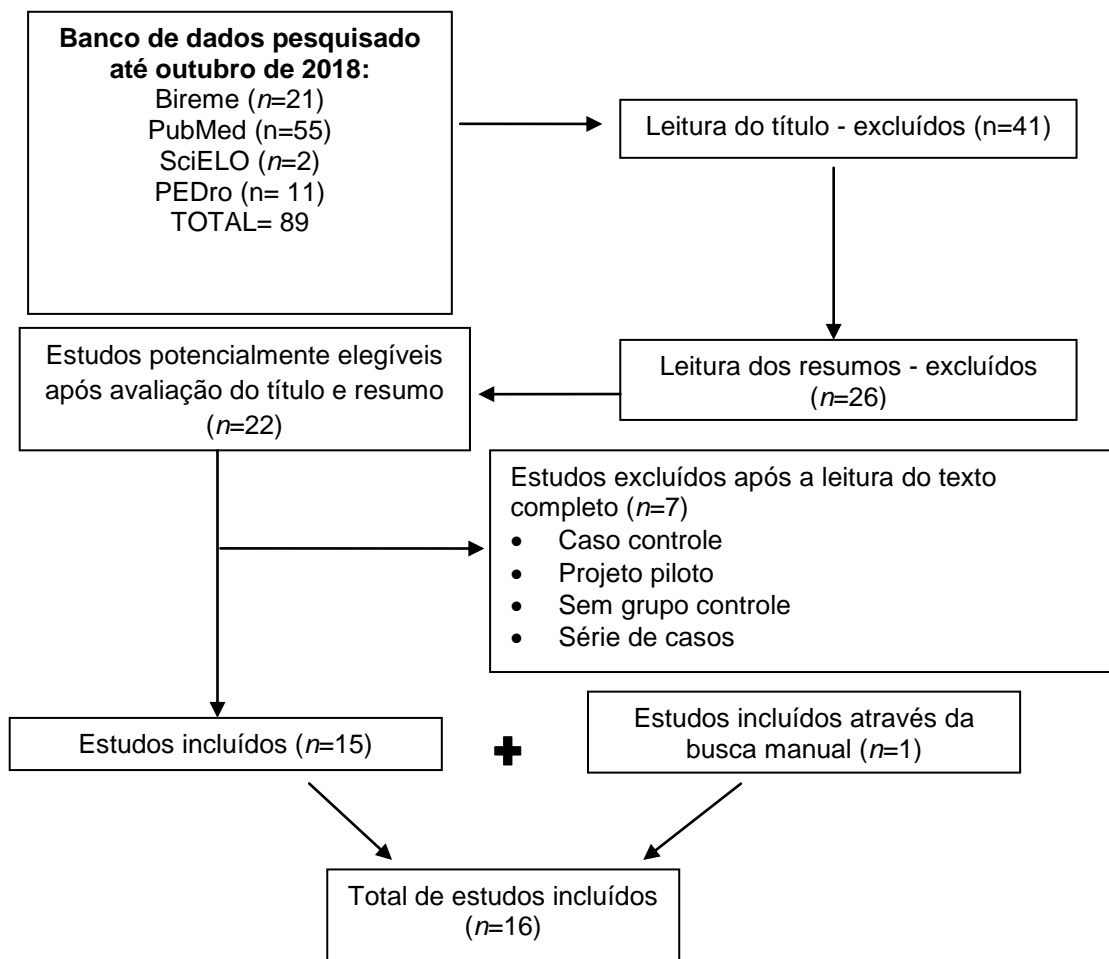 Banco de dados pesquisado
até outubro de 2018:
Bireme (n=21)
PubMed (n=55)
SciELO (n=2)
PEDro (n= 11)
TOTAL= 89
Leitura do título - excluídos (n=41)
Estudos potencialmente elegíveis
após avaliação do título e resumo
(n=22)
Leitura dos resumos - excluídos
(n=26)
Estudos excluídos após a leitura do texto
completo (n=7)
• Caso controle
• Projeto piloto
• Sem grupo controle
• Série de casos
Estudos incluídos (n=15)
+
Estudos incluídos através da
busca manual (n=1)
Total de estudos incluídos
(n=16)